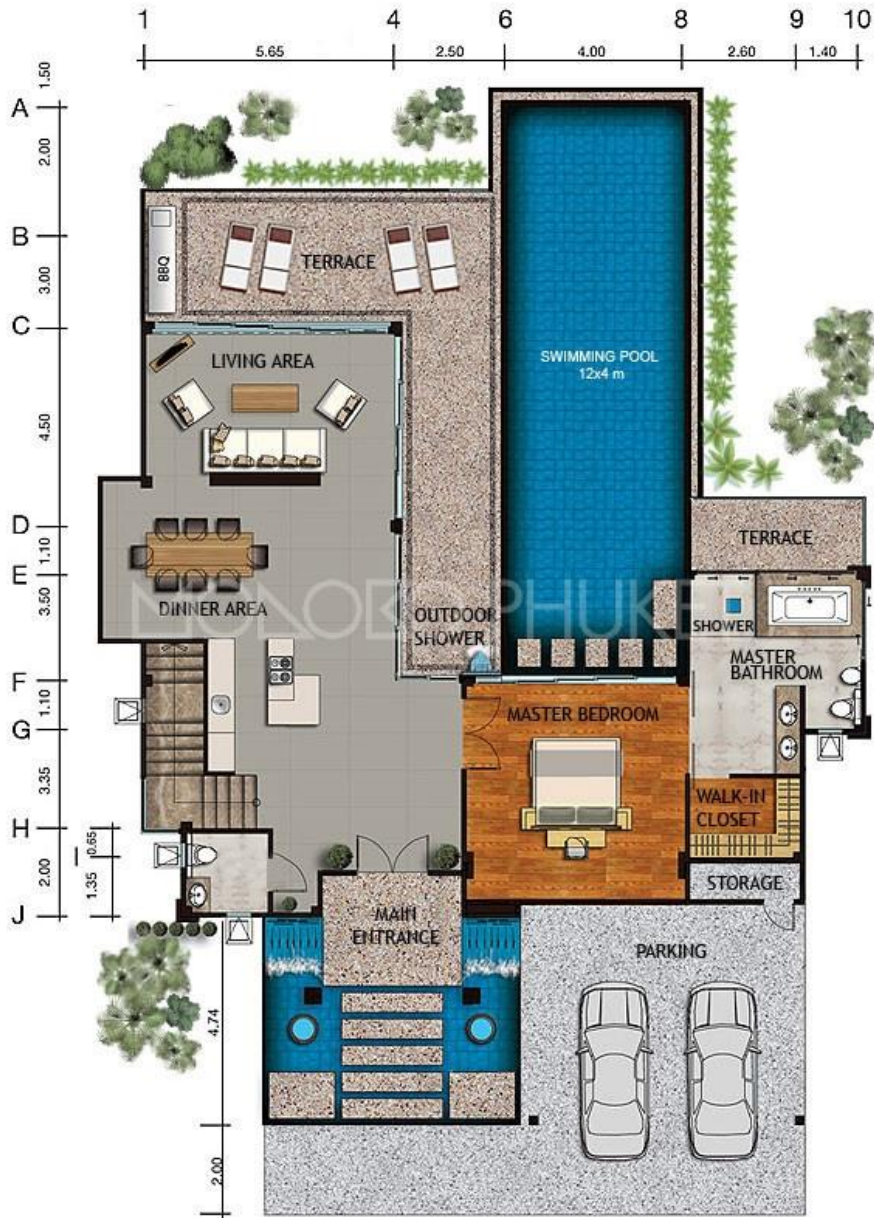 1 4 6 8 9 10
5.65 2.50 4.00 2.60 1.40
1.50
A
2.00
B
3.00
C
4.50
D
1.10
E
3.50
F
1.10
G
3.35
H
0.65
2.00
1.35
J
4.74
2.00
BBQ
TERRACE
LIVING AREA
SWIMMING POOL
12x4 m
TERRACE
DINNER AREA
OUTDOOR
SHOWER
SHOWER
MASTER
BATHROOM
MASTER BEDROOM
WALK-IN
CLOSET
STORAGE
MAIN
ENTRANCE
PARKING